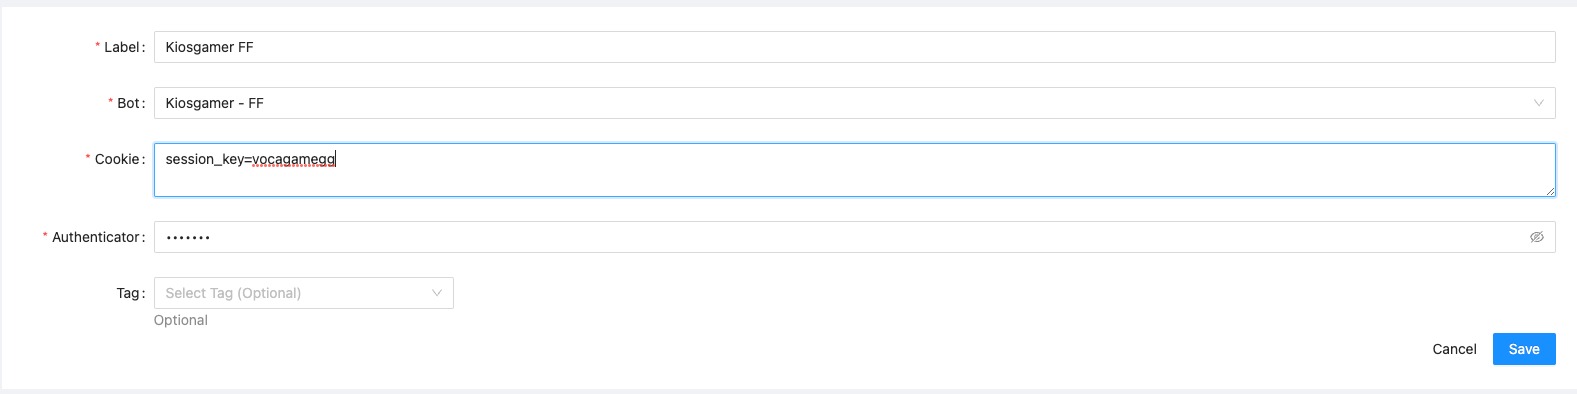 * Label: Kiosgamer FF
* Bot: Kiosgamer - FF
* Cookie: session_key=vocagamegg
* Authenticator: •••••••
Tag: Select Tag (Optional)
Optional
Cancel Save